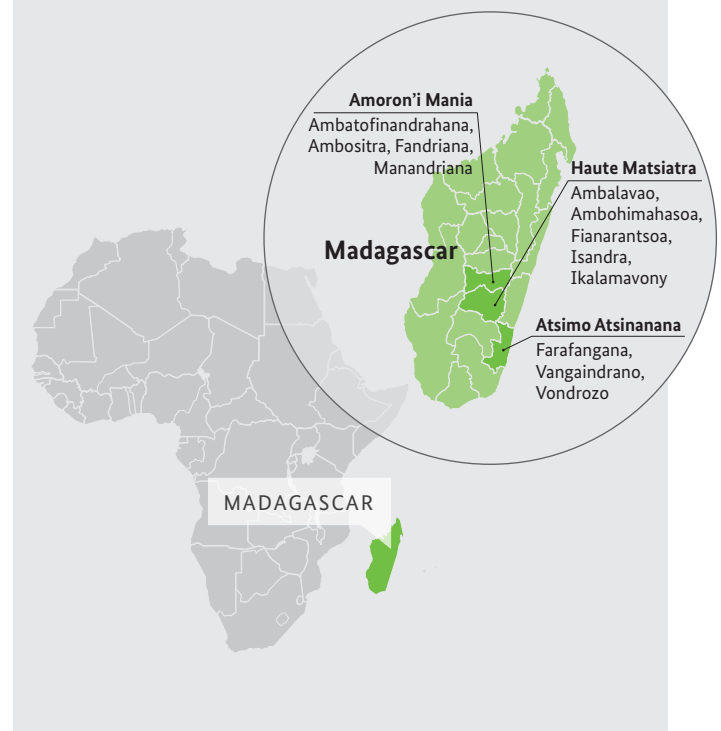 Amoron’i Mania
Ambatofinandrahana,
Ambositra, Fandriana,
Manandriana
Haute Matsiatra
Ambalavao,
Ambohimahasoa,
Fianarantsoa,
Isandra,
Ikalamavony
Madagascar
Atsimo Atsinanana
Farafangana,
Vangaindrano,
Vondrozo
MADAGASCAR